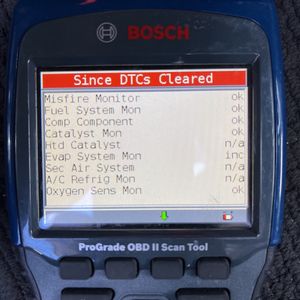 BOSCH
Since DTCs Cleared
Misfire Monitor ok
Fuel System Mon ok
Comp Component ok
Catalyst Mon ok
Htd Catalyst n/a
Evap System Mon inc
Sec Air System n/a
A/C Refrig Mon n/a
Oxygen Sens Mon ok
ProGrade OBD II Scan Tool